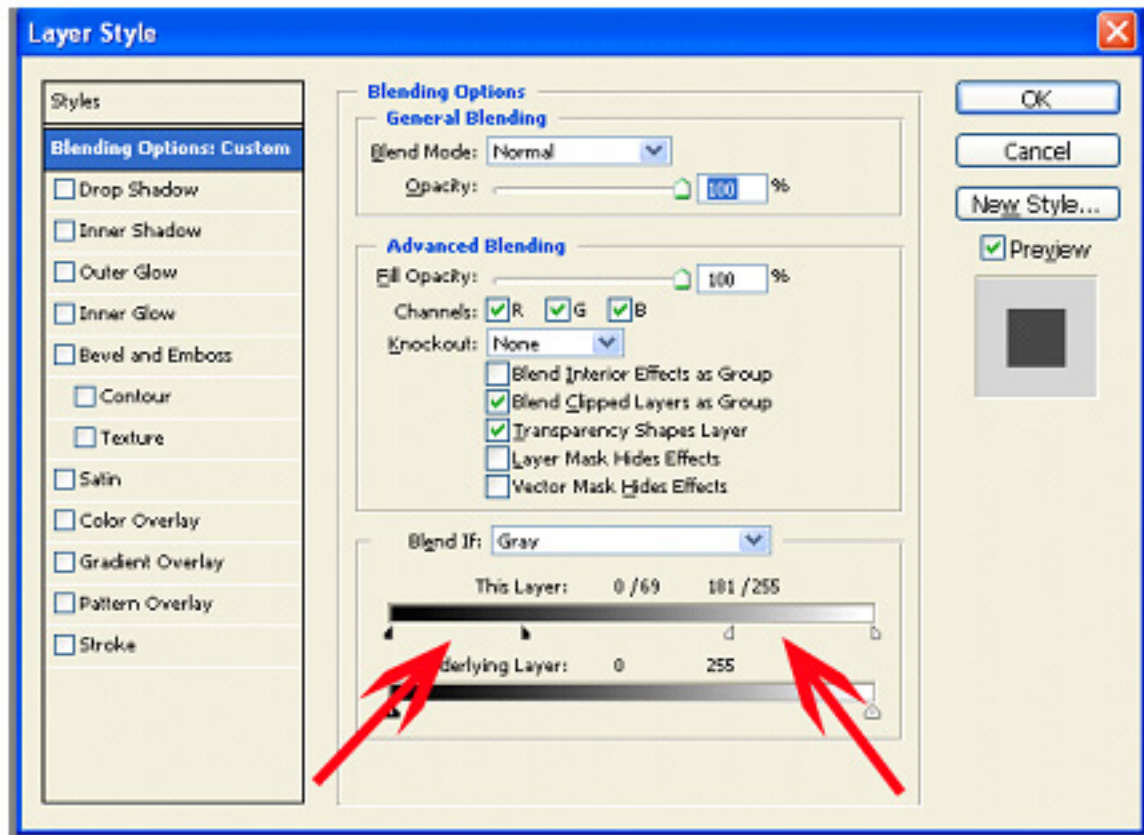 Layer Style
Styles
Blending Options: Custom
Drop Shadow
Inner Shadow
Outer Glow
Inner Glow
Bevel and Emboss
Contour
Texture
Satin
Color Overlay
Gradient Overlay
Pattern Overlay
Stroke
Blending Options
General Blending
Blend Mode: Normal
Opacity: 100 %
Advanced Blending
Fill Opacity: 100 %
Channels: R G B
Knockout: None
Blend Interior Effects as Group
Blend Clipped Layers as Group
Transparency Shapes Layer
Layer Mask Hides Effects
Vector Mask Hides Effects
Blend If: Gray
This Layer: 0 / 69 181 / 255
Layer: 0 255
OK
Cancel
New Style...
Preview